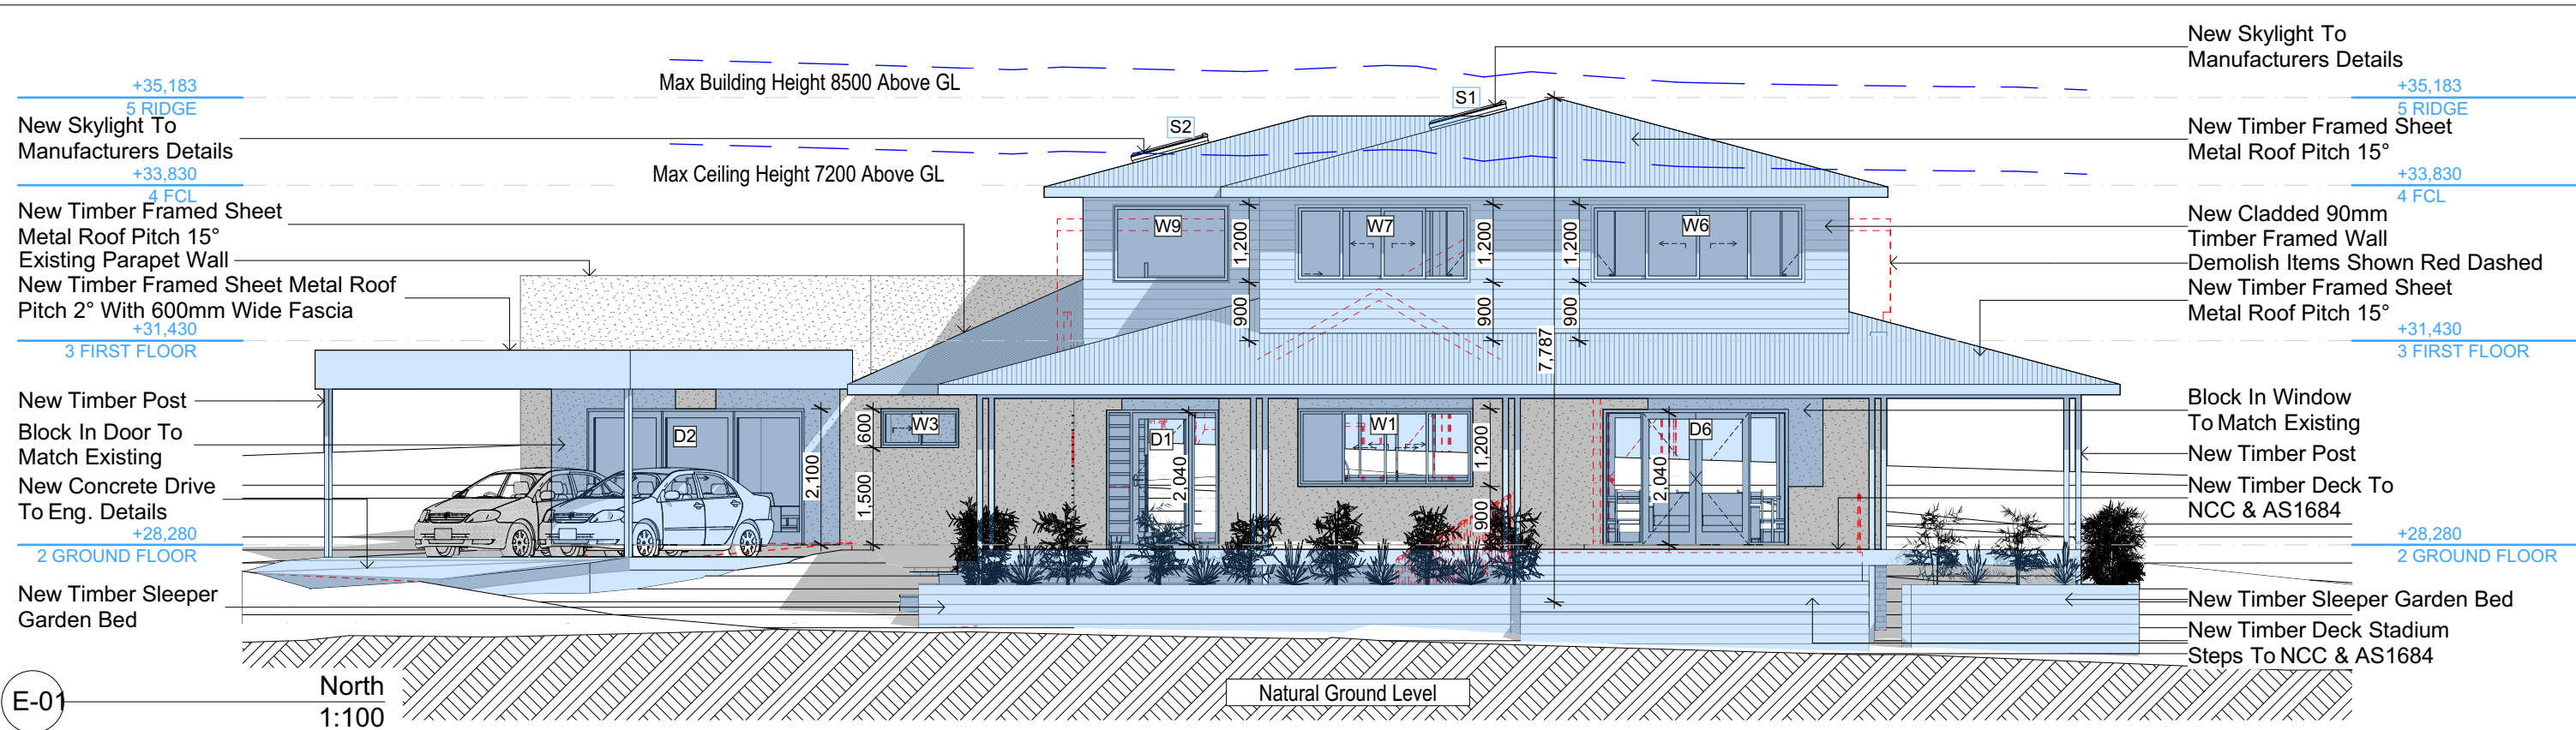 New Skylight To
Manufacturers Details
Max Building Height 8500 Above GL
+35,183
5 RIDGE
+35,183
5 RIDGE
S1
S2
New Skylight To
Manufacturers Details
New Timber Framed Sheet
Metal Roof Pitch 15°
Max Ceiling Height 7200 Above GL
+33,830
4 FCL
+33,830
4 FCL
New Timber Framed Sheet
Metal Roof Pitch 15°
Existing Parapet Wall
New Timber Framed Sheet Metal Roof
Pitch 2° With 600mm Wide Fascia
W9
1,200
W7
1,200
1,200
W6
New Cladded 90mm
Timber Framed Wall
Demolish Items Shown Red Dashed
New Timber Framed Sheet
Metal Roof Pitch 15°
900
900
900
7,787
+31,430
3 FIRST FLOOR
+31,430
3 FIRST FLOOR
New Timber Post
Block In Door To
Match Existing
New Concrete Drive
To Eng. Details
D2
2,100
600
1,500
W3
D1
2,040
W1
1,200
900
D6
2,040
Block In Window
To Match Existing
New Timber Post
New Timber Deck To
NCC & AS1684
+28,280
2 GROUND FLOOR
+28,280
2 GROUND FLOOR
New Timber Sleeper
Garden Bed
New Timber Sleeper Garden Bed
New Timber Deck Stadium
Steps To NCC & AS1684
Natural Ground Level
E-01
North
1:100